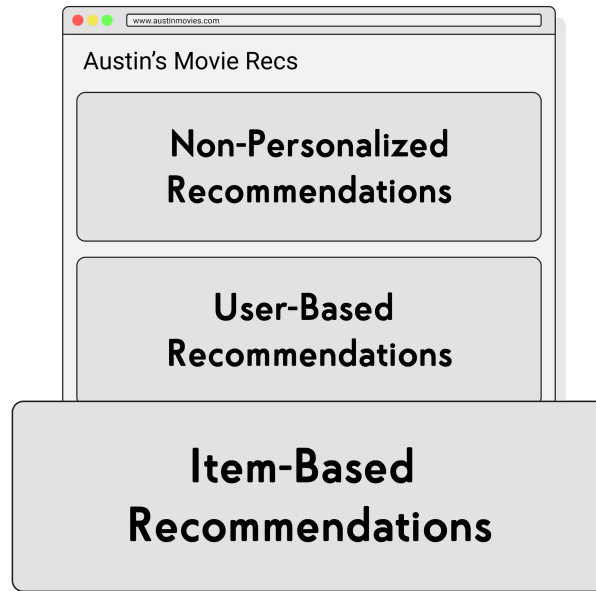 www.austinmovies.com
Austin's Movie Recs
Non-Personalized
Recommendations
User-Based
Recommendations
Item-Based
Recommendations